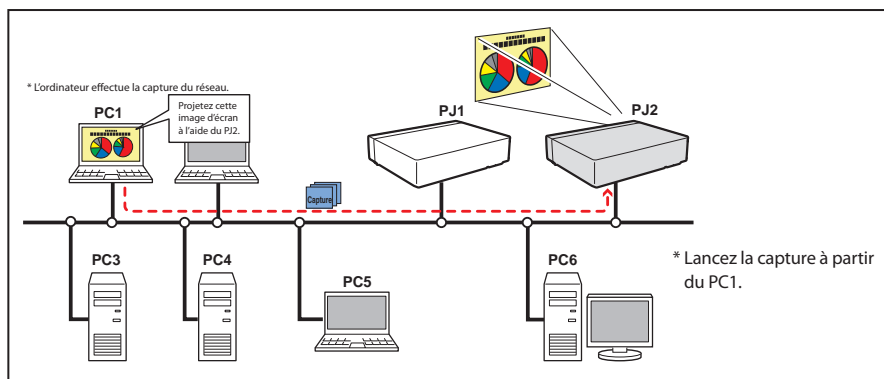 * L'ordinateur effectue la capture du réseau.
PC1
Projetez cette
image d'écran
à l'aide du PJ2.
PJ1
PJ2
Capture
PC3
PC4
PC5
PC6
* Lancez la capture à partir
du PC1.